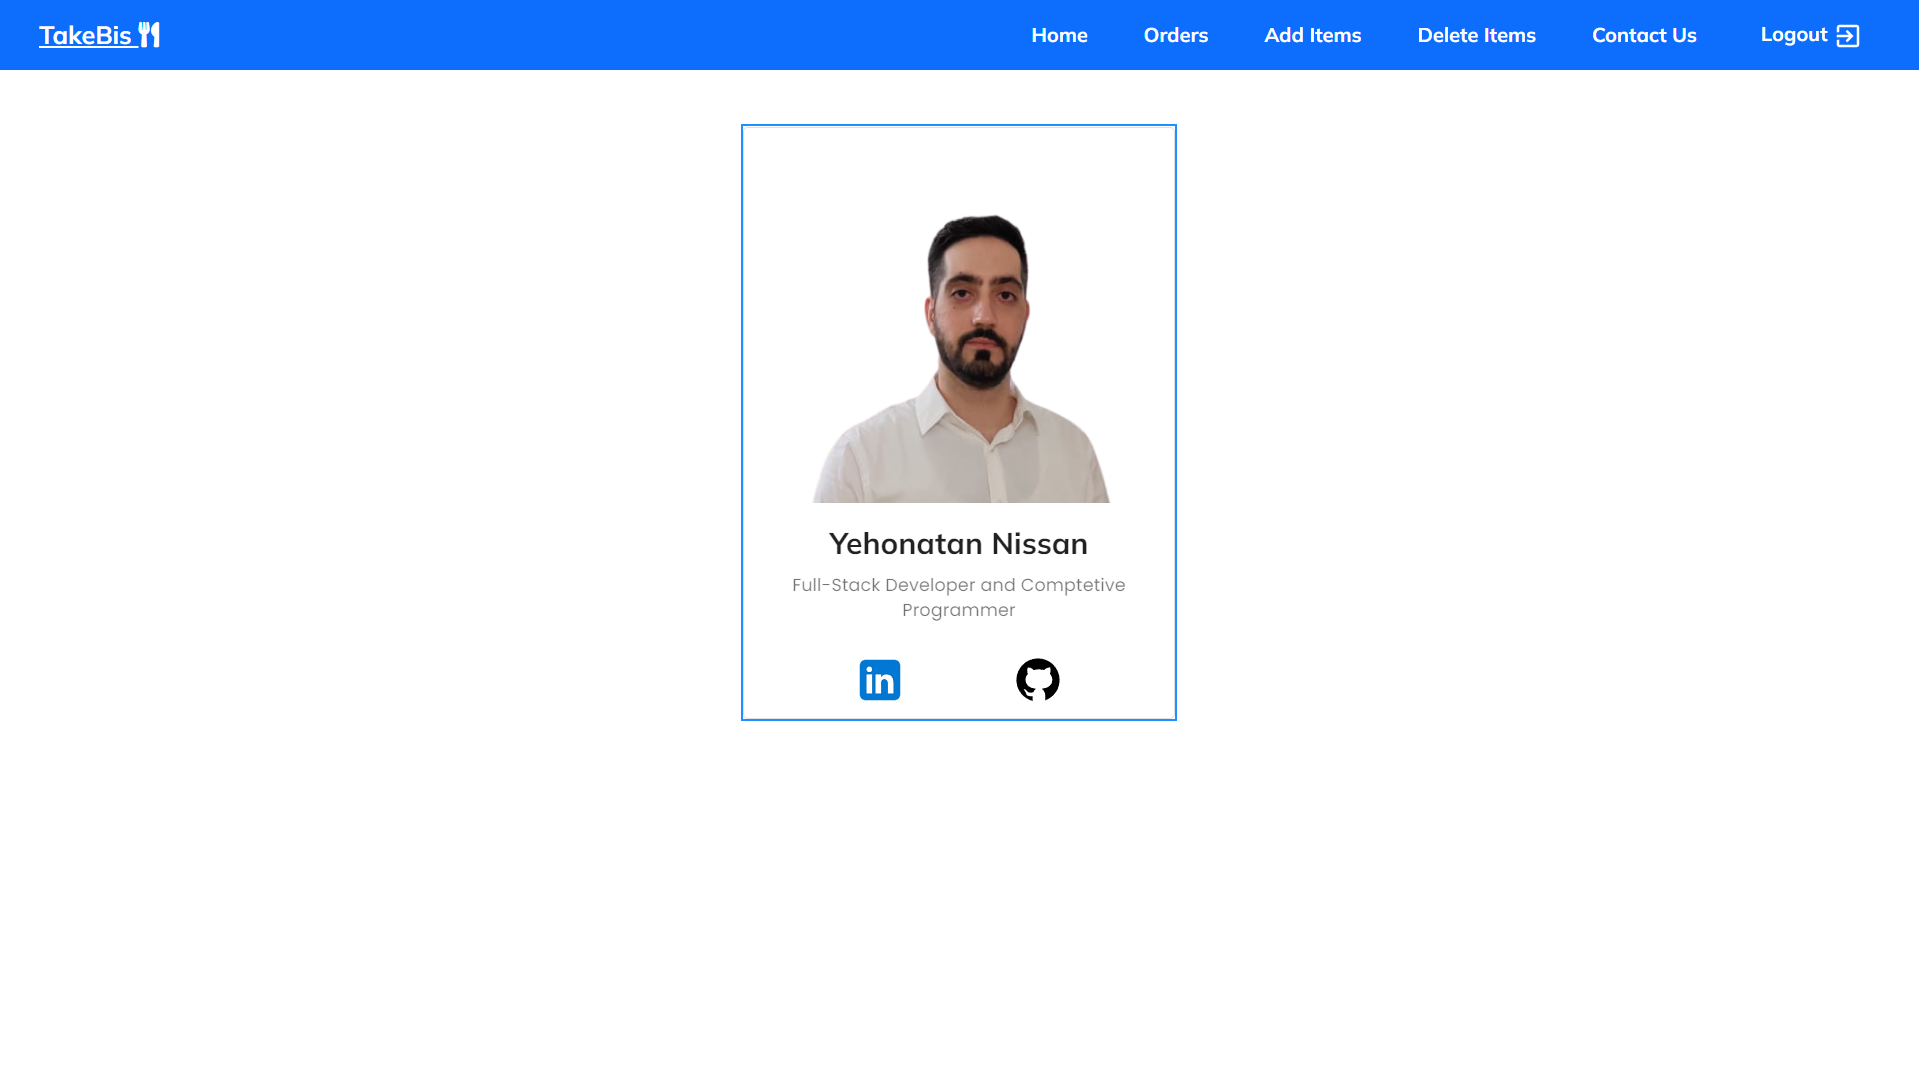 TakeBis
Home Orders Add Items Delete Items Contact Us Logout
Yehonatan Nissan
Full-Stack Developer and Comptetive
Programmer
in